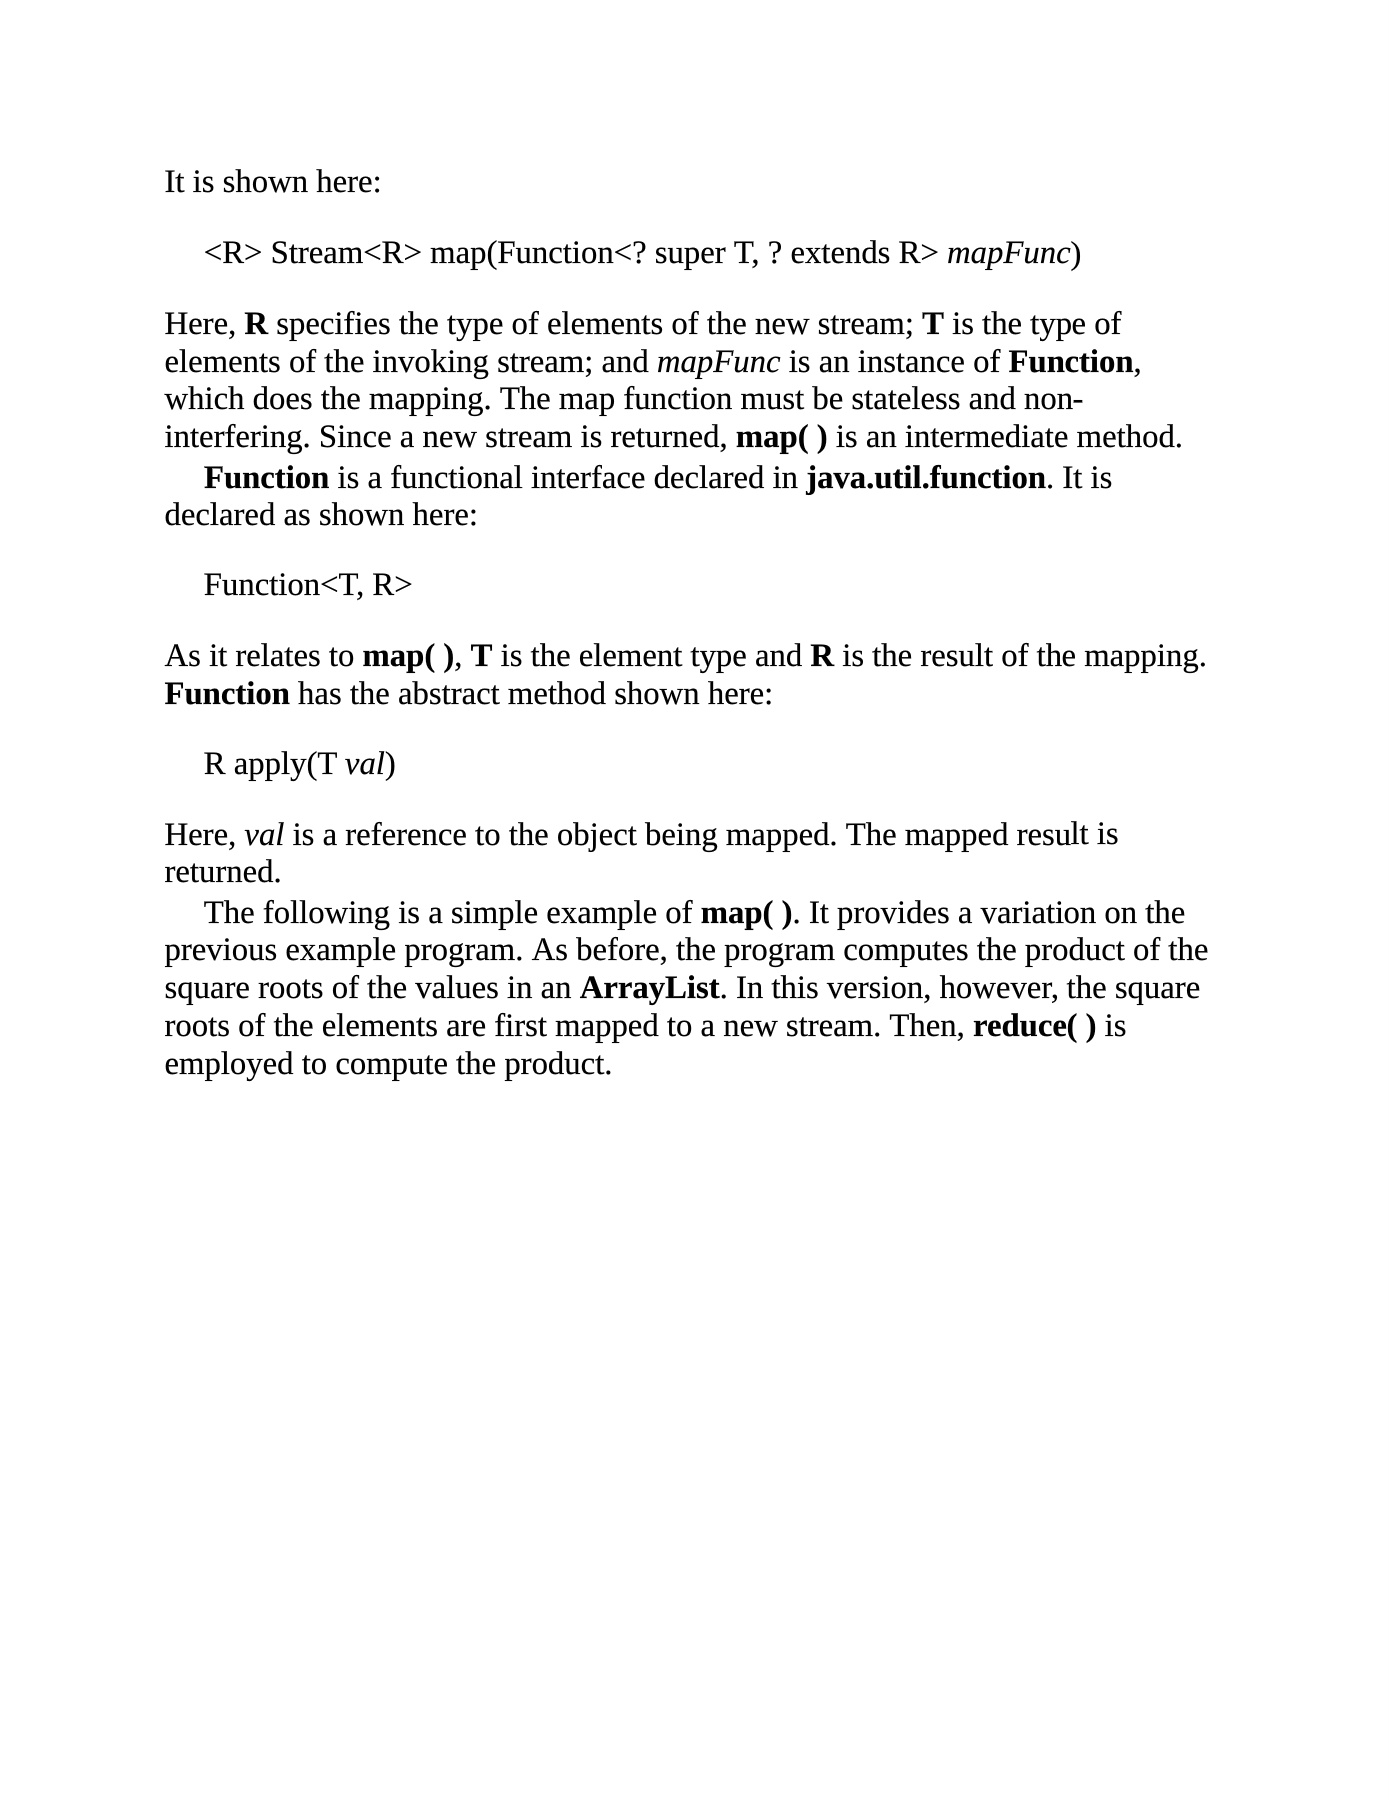 It is shown here:
<R> Stream<R> map(Function<? super T, ? extends R> mapFunc)
Here, R specifies the type of elements of the new stream; T is the type of
elements of the invoking stream; and mapFunc is an instance of Function,
which does the mapping. The map function must be stateless and non-
interfering. Since a new stream is returned, map( ) is an intermediate method.
Function is a functional interface declared in java.util.function. It is
declared as shown here:
Function<T, R>
As it relates to map( ), T is the element type and R is the result of the mapping.
Function has the abstract method shown here:
R apply(T val)
Here, val is a reference to the object being mapped. The mapped result is
returned.
The following is a simple example of map( ). It provides a variation on the
previous example program. As before, the program computes the product of the
square roots of the values in an ArrayList. In this version, however, the square
roots of the elements are first mapped to a new stream. Then, reduce( ) is
employed to compute the product.